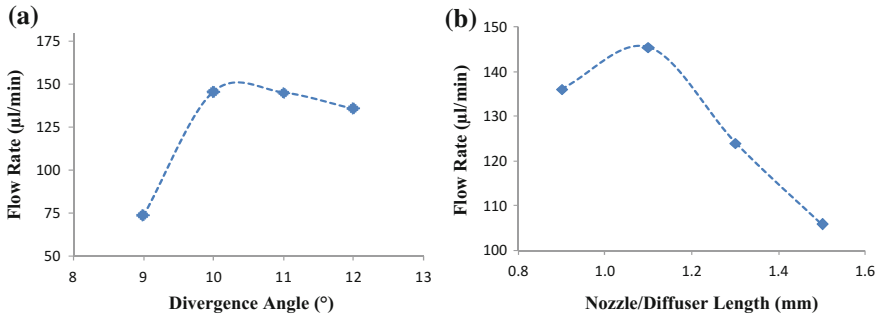 (a)
Flow Rate (µl/min)
175
150
125
100
75
50
8 9 10 11 12 13
Divergence Angle (°)
(b)
Flow Rate (µl/min)
150
140
130
120
110
100
0.8 1.0 1.2 1.4 1.6
Nozzle/Diffuser Length (mm)